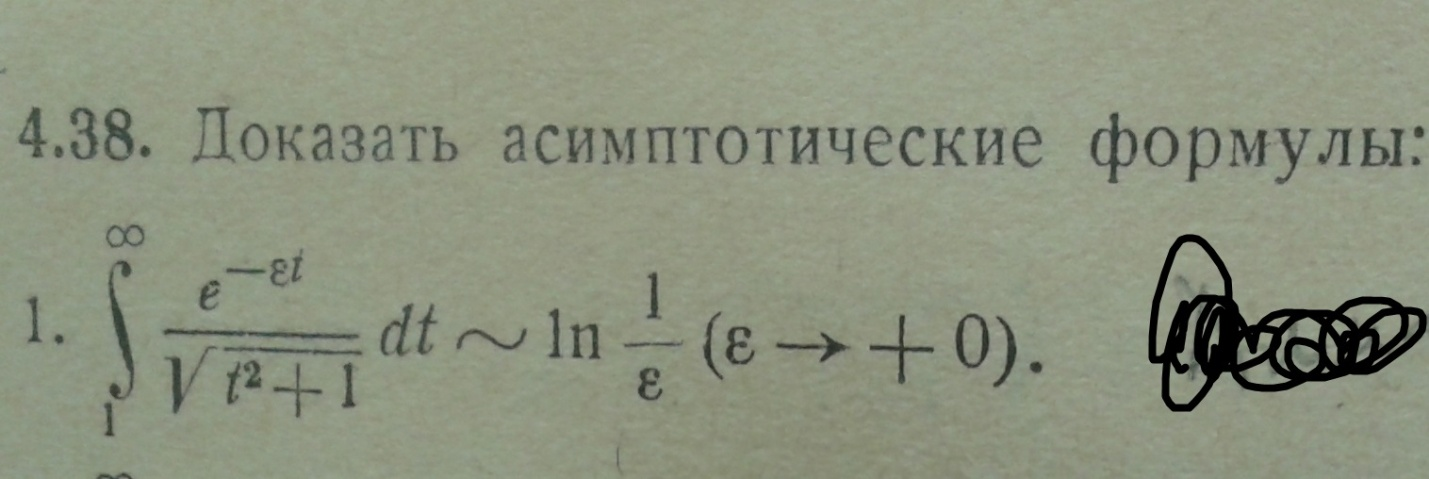 4.38. Доказать асимптотические формулы:
1. ∫₁^∞ e^{−εt}/√(t²+1) dt ~ ln 1/ε (ε → +0).